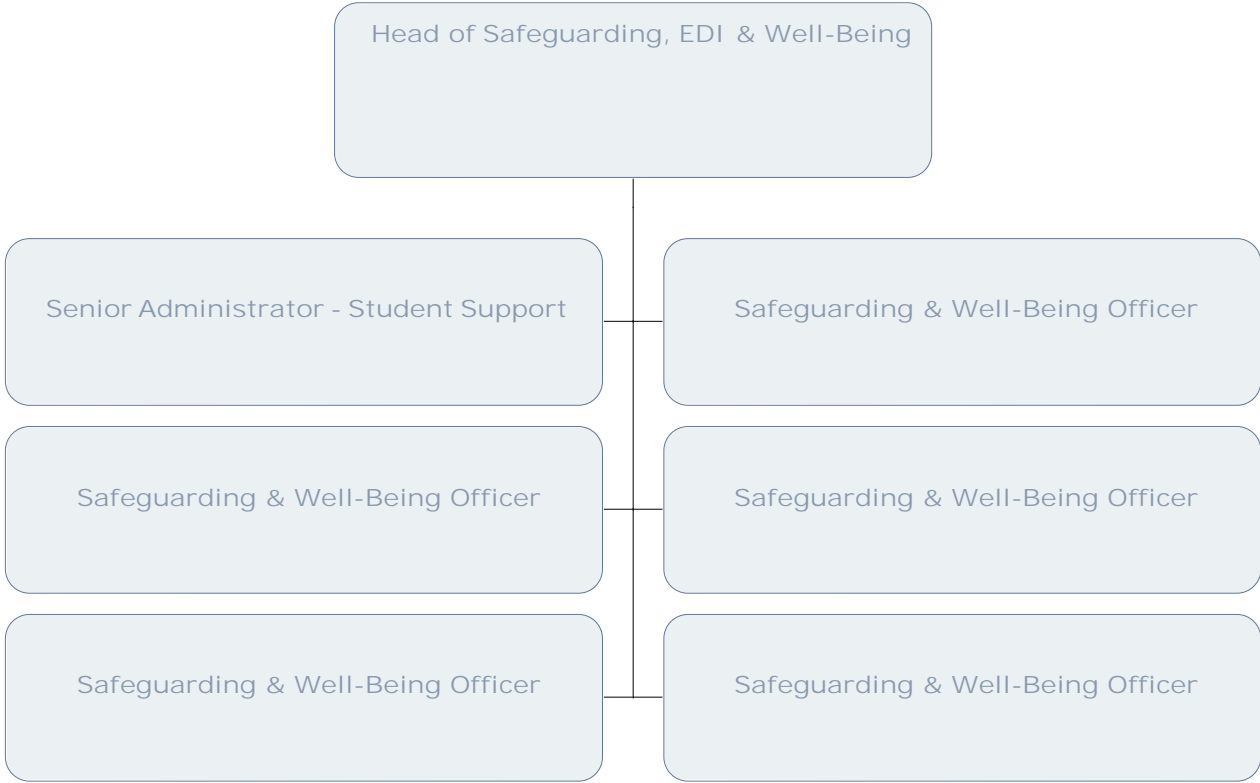 Head of Safeguarding, EDI & Well-Being
Senior Administrator - Student Support
Safeguarding & Well-Being Officer
Safeguarding & Well-Being Officer
Safeguarding & Well-Being Officer
Safeguarding & Well-Being Officer
Safeguarding & Well-Being Officer